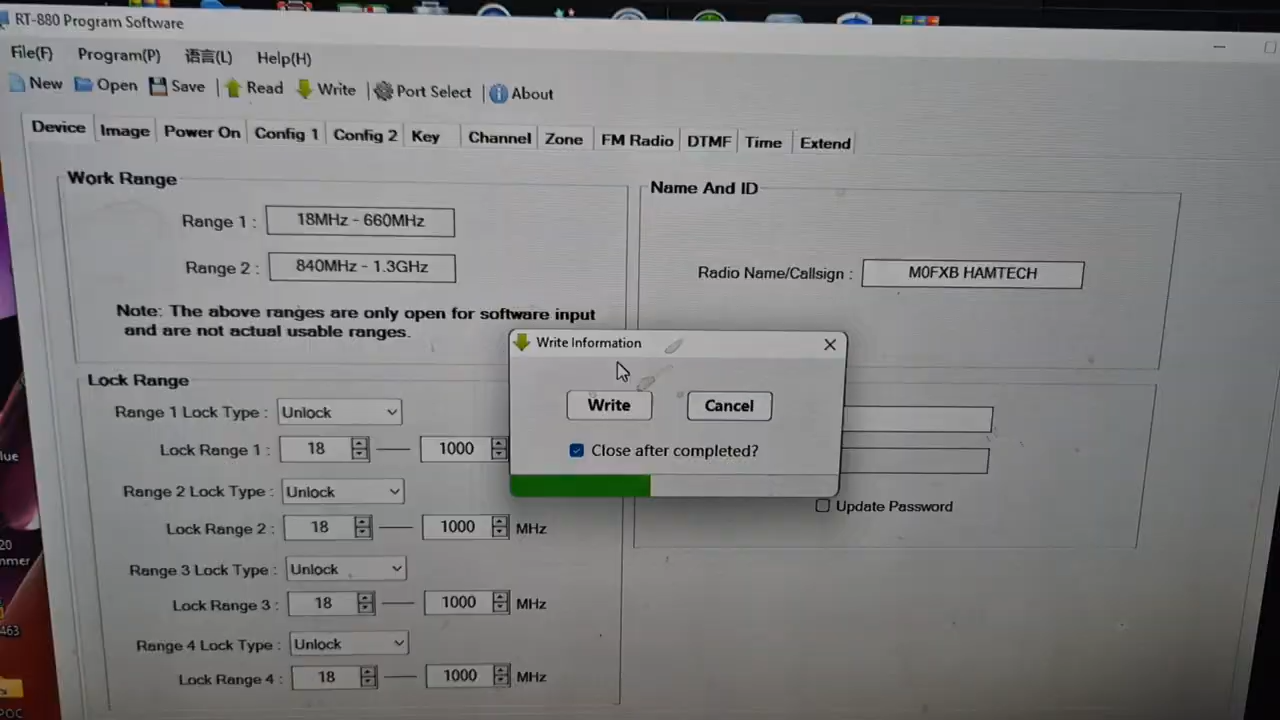 RT-880 Program Software
File(F) Program(P) 语言(L) Help(H)
New Open Save Read Write Port Select About
Device Image Power On Config 1 Config 2 Key Channel Zone FM Radio DTMF Time Extend
Work Range
Range 1 : 18MHz - 660MHz
Range 2 : 840MHz - 1.3GHz
Note: The above ranges are only open for software input
and are not actual usable ranges.
Name And ID
Radio Name/Callsign : M0FXB HAMTECH
Write Information
Write Cancel
Close after completed?
Update Password
Lock Range
Range 1 Lock Type : Unlock
Lock Range 1 : 18 1000
Range 2 Lock Type : Unlock
Lock Range 2 : 18 1000 MHz
Range 3 Lock Type : Unlock
Lock Range 3 : 18 1000 MHz
Range 4 Lock Type : Unlock
Lock Range 4 : 18 1000 MHz
lue
20
mmer
463
POC